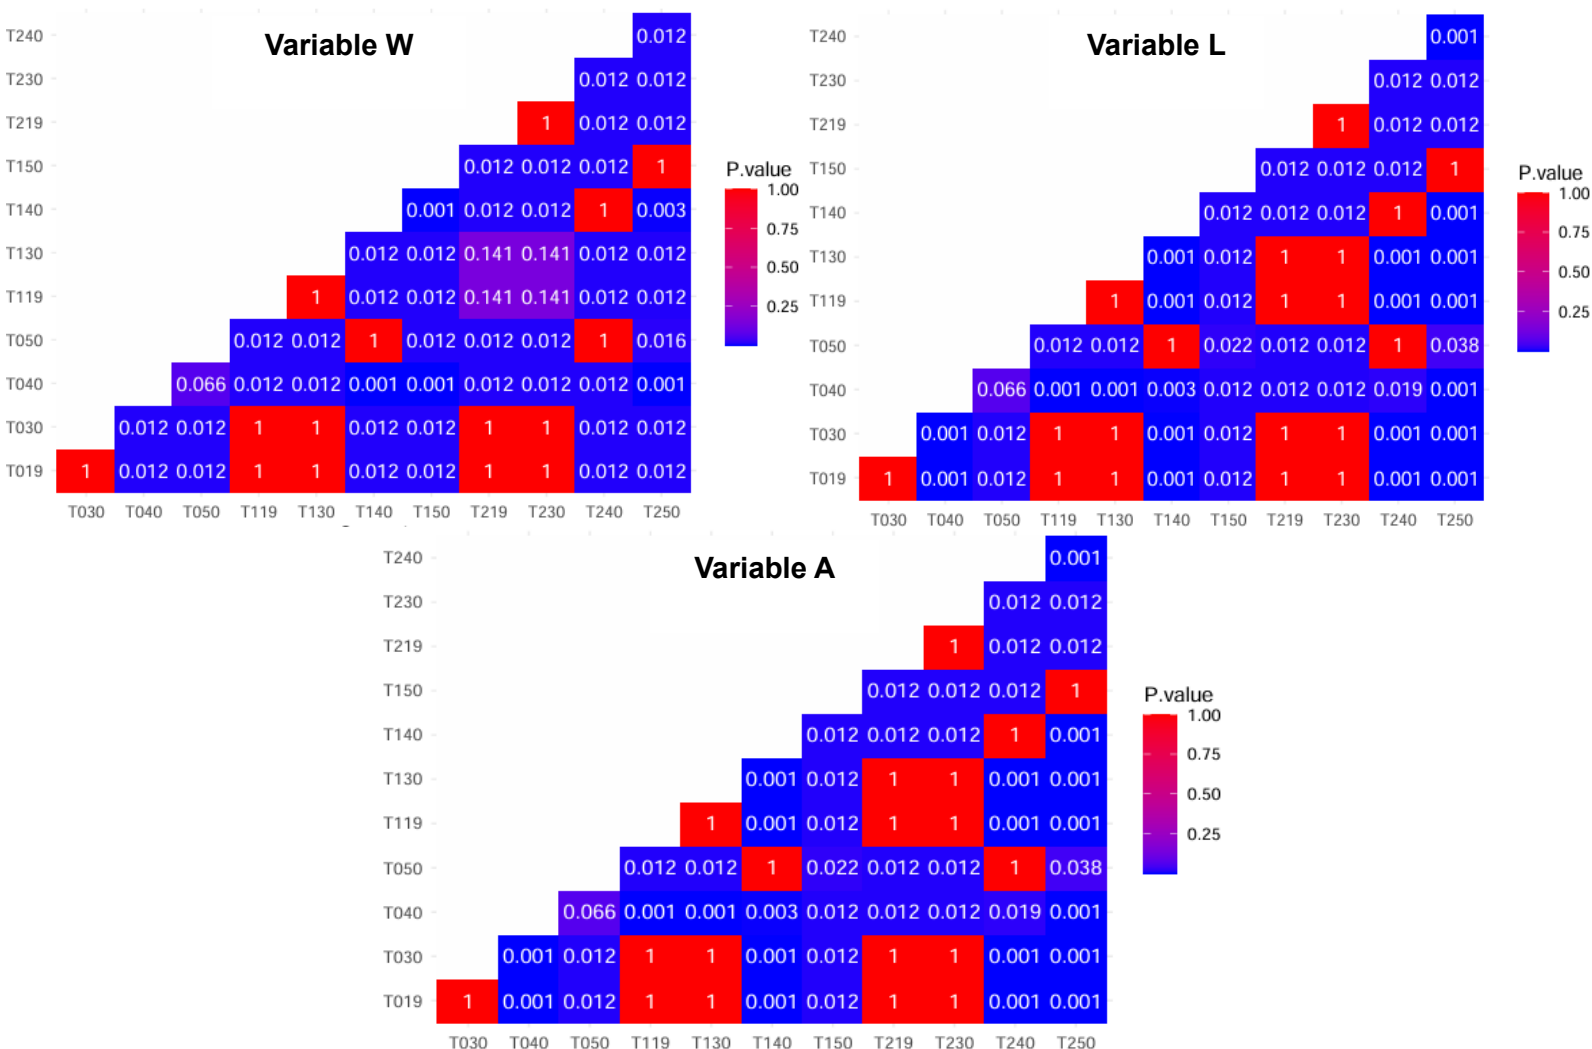 Variable W
T240 0.012
T230 0.012 0.012
T219 1 0.012 0.012
T150 0.012 0.012 0.012 1
T140 0.001 0.012 0.012 1 0.003
T130 0.012 0.012 0.141 0.141 0.012 0.012
T119 1 0.012 0.012 0.141 0.141 0.012 0.012
T050 0.012 0.012 1 0.012 0.012 0.012 1 0.016
T040 0.066 0.012 0.012 0.001 0.001 0.012 0.012 0.012 0.001
T030 0.012 0.012 1 1 0.012 0.012 1 1 0.012 0.012
T019 1 0.012 0.012 1 1 0.012 0.012 1 1 0.012 0.012
T030 T040 T050 T119 T130 T140 T150 T219 T230 T240 T250
P.value
1.00
0.75
0.50
0.25
Variable L
T240 0.001
T230 0.012 0.012
T219 1 0.012 0.012
T150 0.012 0.012 0.012 1
T140 0.012 0.012 0.012 1 0.001
T130 0.001 0.012 1 1 0.001 0.001
T119 1 0.001 0.012 1 1 0.001 0.001
T050 0.012 0.012 1 0.022 0.012 0.012 1 0.038
T040 0.066 0.001 0.001 0.003 0.012 0.012 0.012 0.019 0.001
T030 0.001 0.012 1 1 0.001 0.012 1 1 0.001 0.001
T019 1 0.001 0.012 1 1 0.001 0.012 1 1 0.001 0.001
T030 T040 T050 T119 T130 T140 T150 T219 T230 T240 T250
P.value
1.00
0.75
0.50
0.25
Variable A
T240 0.001
T230 0.012 0.012
T219 1 0.012 0.012
T150 0.012 0.012 0.012 1
T140 0.012 0.012 0.012 1 0.001
T130 0.001 0.012 1 1 0.001 0.001
T119 1 0.001 0.012 1 1 0.001 0.001
T050 0.012 0.012 1 0.022 0.012 0.012 1 0.038
T040 0.066 0.001 0.001 0.003 0.012 0.012 0.012 0.019 0.001
T030 0.001 0.012 1 1 0.001 0.012 1 1 0.001 0.001
T019 1 0.001 0.012 1 1 0.001 0.012 1 1 0.001 0.001
T030 T040 T050 T119 T130 T140 T150 T219 T230 T240 T250
P.value
1.00
0.75
0.50
0.25